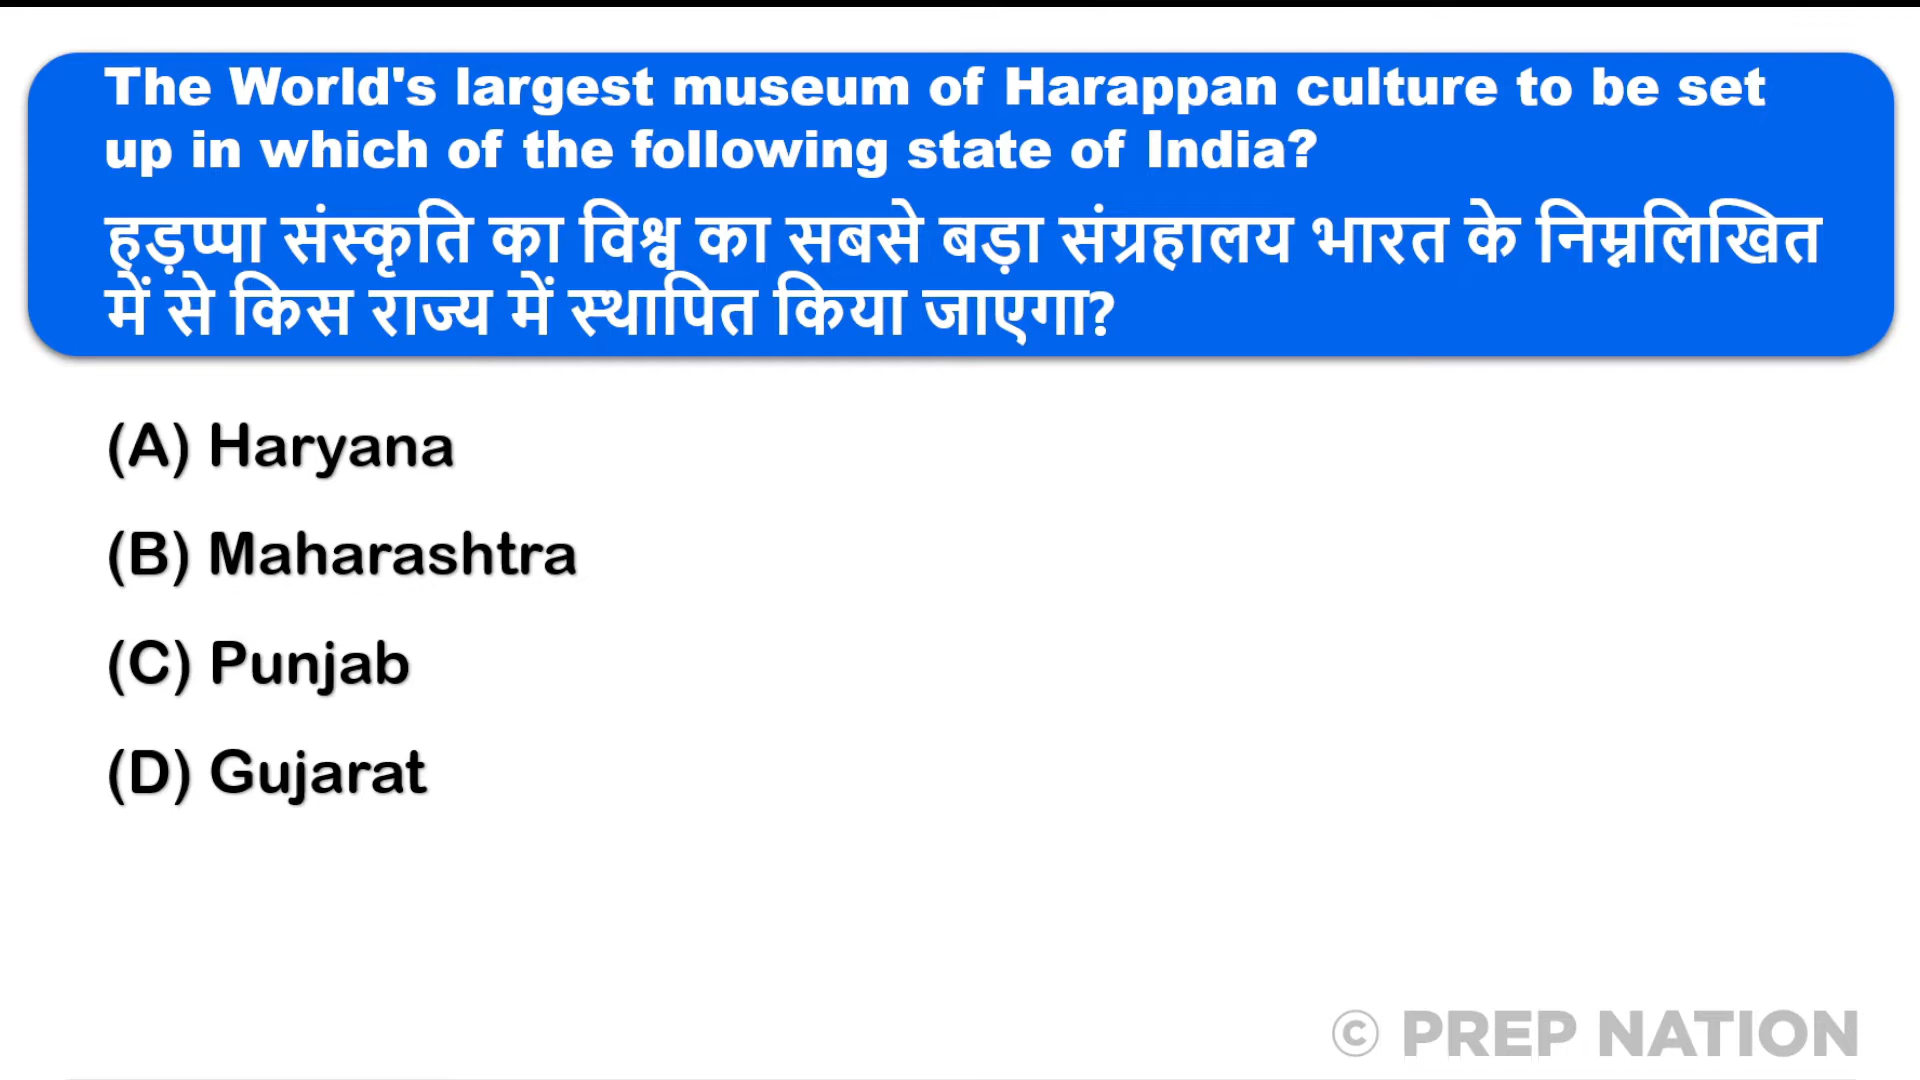 The World's largest museum of Harappan culture to be set
up in which of the following state of India?
हड़प्पा संस्कृति का विश्व का सबसे बड़ा संग्रहालय भारत के निम्नलिखित
में से किस राज्य में स्थापित किया जाएगा?
(A) Haryana
(B) Maharashtra
(C) Punjab
(D) Gujarat
© PREP NATION